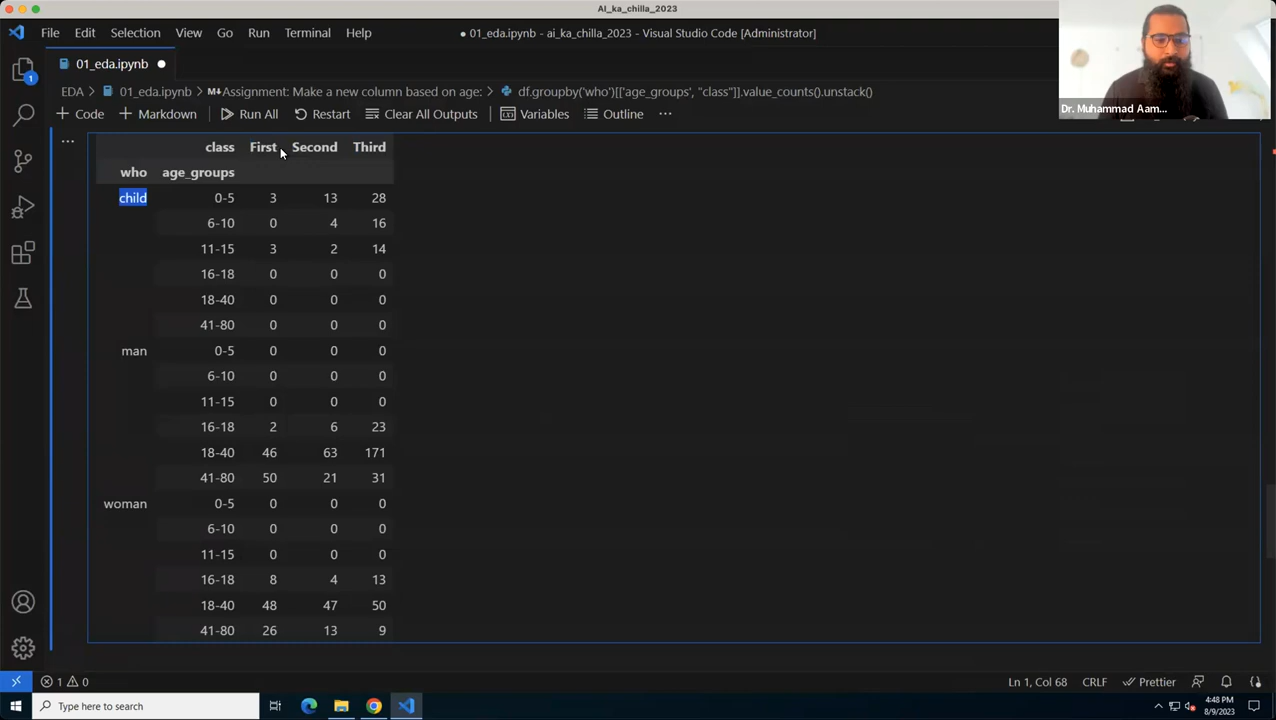 AI_ka_chilla_2023
File Edit Selection View Go Run Terminal Help
● 01_eda.ipynb - ai_ka_chilla_2023 - Visual Studio Code [Administrator]
01_eda.ipynb ●
1
EDA > 01_eda.ipynb > M↓Assignment: Make a new column based on age: > df.groupby('who')[['age_groups', "class"]].value_counts().unstack()
+ Code + Markdown Run All Restart Clear All Outputs Variables Outline ...
Dr. Muhammad Aam...
...
class First Second Third
who age_groups
child 0-5 3 13 28
6-10 0 4 16
11-15 3 2 14
16-18 0 0 0
18-40 0 0 0
41-80 0 0 0
man 0-5 0 0 0
6-10 0 0 0
11-15 0 0 0
16-18 2 6 23
18-40 46 63 171
41-80 50 21 31
woman 0-5 0 0 0
6-10 0 0 0
11-15 0 0 0
16-18 8 4 13
18-40 48 47 50
41-80 26 13 9
1 0 Ln 1, Col 68 CRLF Prettier
Type here to search
4:48 PM
8/9/2023